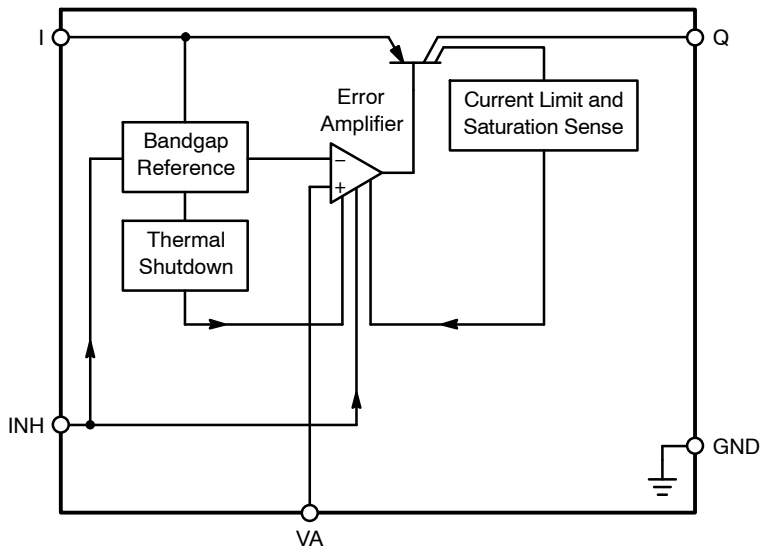 I
Q
Error
Amplifier
Current Limit and
Saturation Sense
Bandgap
Reference
−
+
Thermal
Shutdown
INH
GND
VA